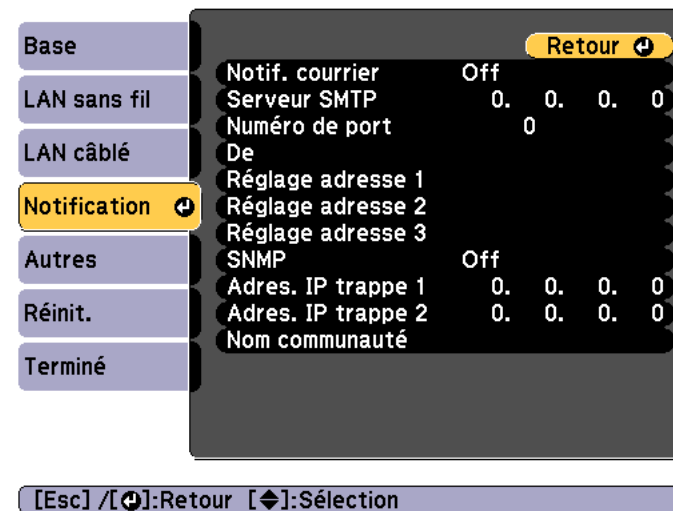 Base
LAN sans fil
LAN câblé
Notification
Autres
Réinit.
Terminé
Retour
Notif. courrier Off
Serveur SMTP 0. 0. 0. 0
Numéro de port 0
De
Réglage adresse 1
Réglage adresse 2
Réglage adresse 3
SNMP Off
Adres. IP trappe 1 0. 0. 0. 0
Adres. IP trappe 2 0. 0. 0. 0
Nom communauté
[Esc] /[⏎]:Retour [◆]:Sélection